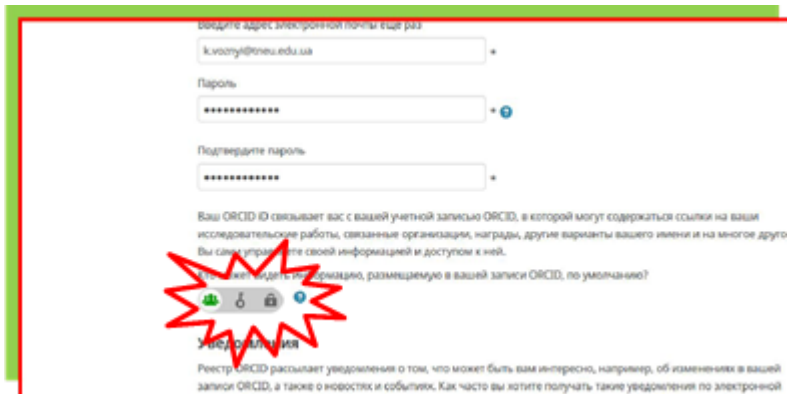 Введите адрес электронной почты еще раз
k.voznyi@tneu.edu.ua *
Пароль
•••••••••••• * ?
Подтвердите пароль
•••••••••••• *
Ваш ORCID iD связывает вас с вашей учетной записью ORCID, в которой могут содержаться ссылки на ваши
исследовательские работы, связанные организации, награды, другие варианты вашего имени и на многое друго
Вы сами управляете своей информацией и доступом к ней.
Кто может видеть информацию, размещаемую в вашей записи ORCID, по умолчанию?
?
Уведомления
Реестр ORCID рассылает уведомления о том, что может быть вам интересно, например, об изменениях в вашей
записи ORCID, а также о новостях и событиях. Как часто вы хотите получать такие уведомления по электронной